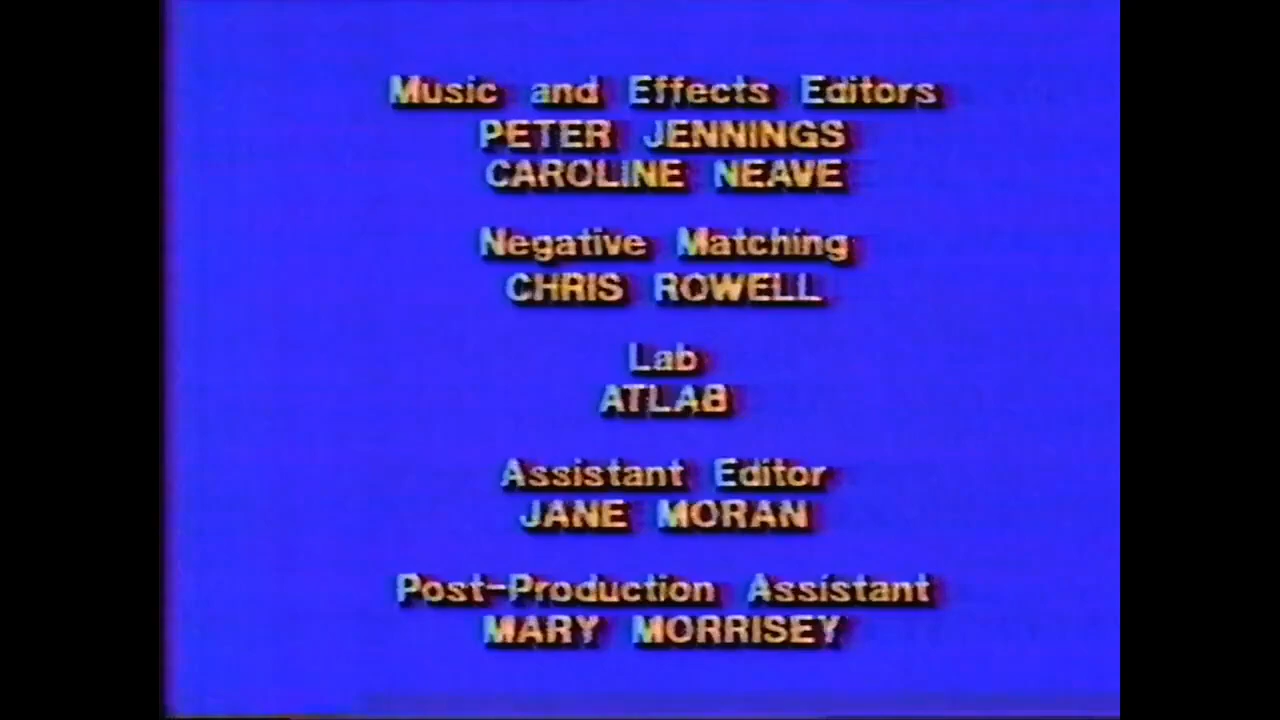 Music and Effects Editors
PETER JENNINGS
CAROLINE NEAVE
Negative Matching
CHRIS ROWELL
Lab
ATLAB
Assistant Editor
JANE MORAN
Post-Production Assistant
MARY MORRISEY